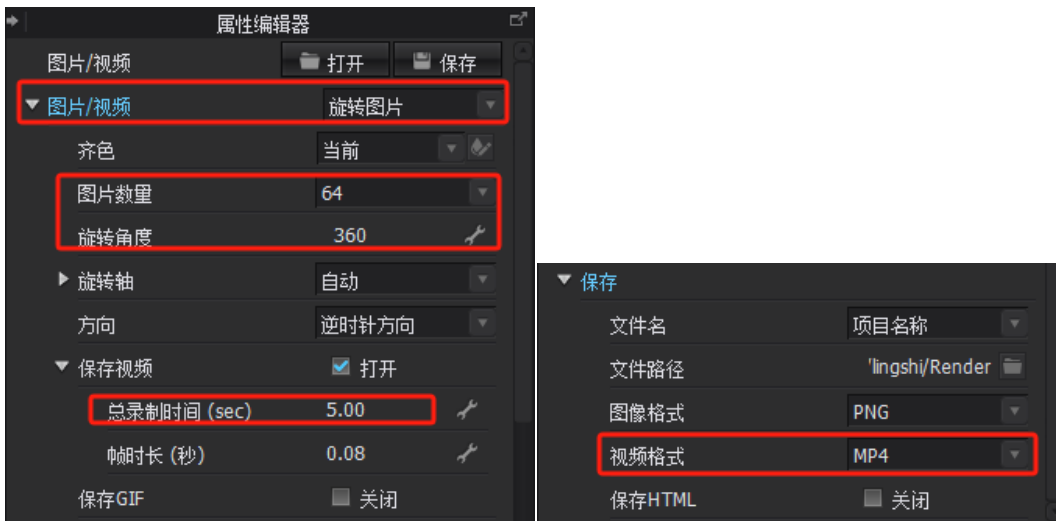 属性编辑器
图片/视频 打开 保存
图片/视频 旋转图片
齐色 当前
图片数量 64
旋转角度 360
旋转轴 自动
方向 逆时针方向
保存视频 打开
总录制时间 (sec) 5.00
帧时长 (秒) 0.08
保存GIF 关闭
保存
文件名 项目名称
文件路径 'lingshi/Render
图像格式 PNG
视频格式 MP4
保存HTML 关闭